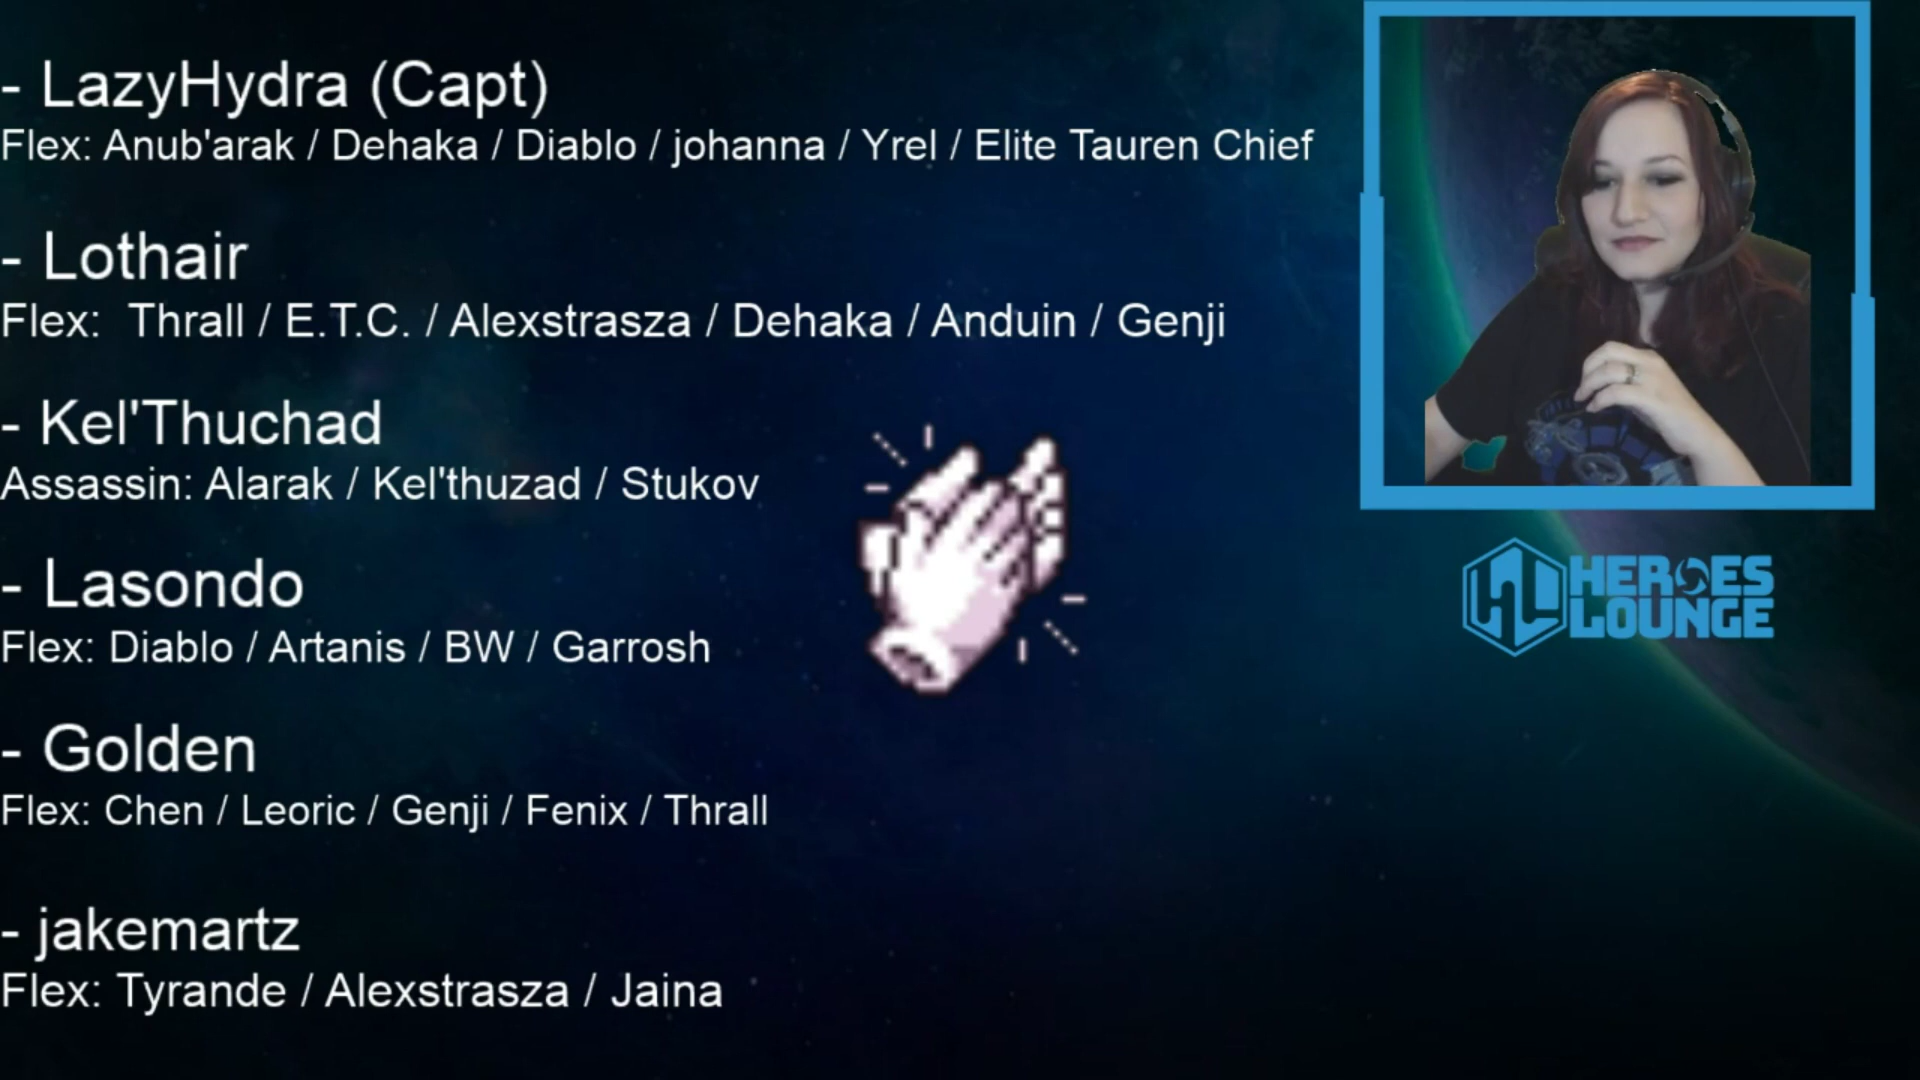 - LazyHydra (Capt)
Flex: Anub'arak / Dehaka / Diablo / johanna / Yrel / Elite Tauren Chief
- Lothair
Flex:  Thrall / E.T.C. / Alexstrasza / Dehaka / Anduin / Genji
- Kel'Thuchad
Assassin: Alarak / Kel'thuzad / Stukov
- Lasondo
Flex: Diablo / Artanis / BW / Garrosh
- Golden
Flex: Chen / Leoric / Genji / Fenix / Thrall
- jakemartz
Flex: Tyrande / Alexstrasza / Jaina
HEROES
LOUNGE